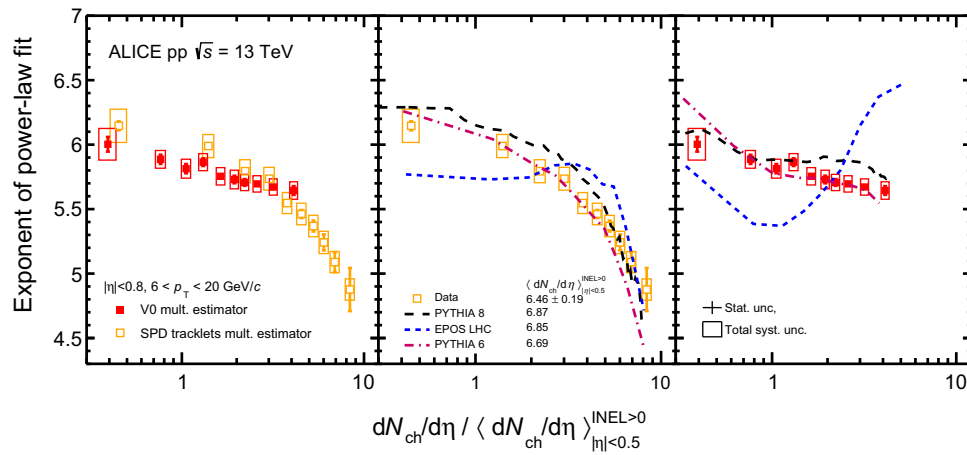 Exponent of power-law fit
7
6.5
6
5.5
5
4.5
ALICE pp √s = 13 TeV
|η|<0.8, 6 < pT < 20 GeV/c
V0 mult. estimator
SPD tracklets mult. estimator
⟨ dNch/dη ⟩INEL>0|η|<0.5
Data 6.46 ± 0.19
PYTHIA 8 6.87
EPOS LHC 6.85
PYTHIA 6 6.69
Stat. unc,
Total syst. unc.
1 10 1 10 1 10
dNch/dη / ⟨ dNch/dη ⟩INEL>0|η|<0.5